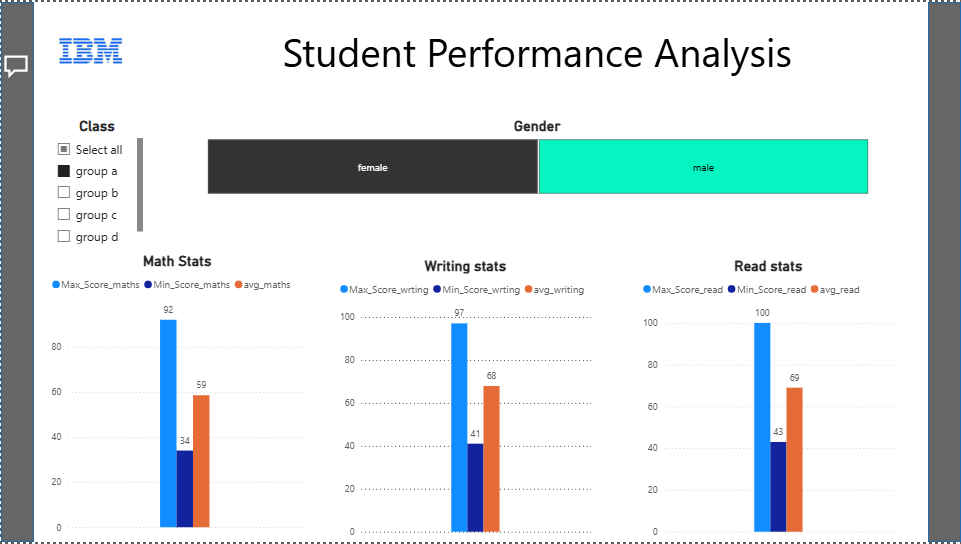 IBM
Student Performance Analysis
Class
Select all
group a
group b
group c
group d
Gender
female
male
Math Stats
Max_Score_maths Min_Score_maths avg_maths
92
80
59
60
40
34
20
0
Writing stats
Max_Score_wrting Min_Score_wrting avg_writing
97
100
80
68
60
41
40
20
0
Read stats
Max_Score_read Min_Score_read avg_read
100
100
80
69
60
43
40
20
0